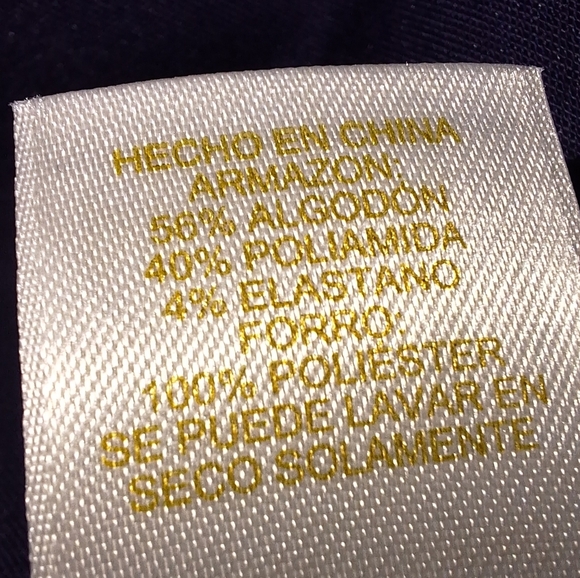 HECHO EN CHINA
ARMAZON:
56% ALGODÓN
40% POLIAMIDA
4% ELASTANO
FORRO:
100% POLIESTER
SE PUEDE LAVAR EN
SECO SOLAMENTE